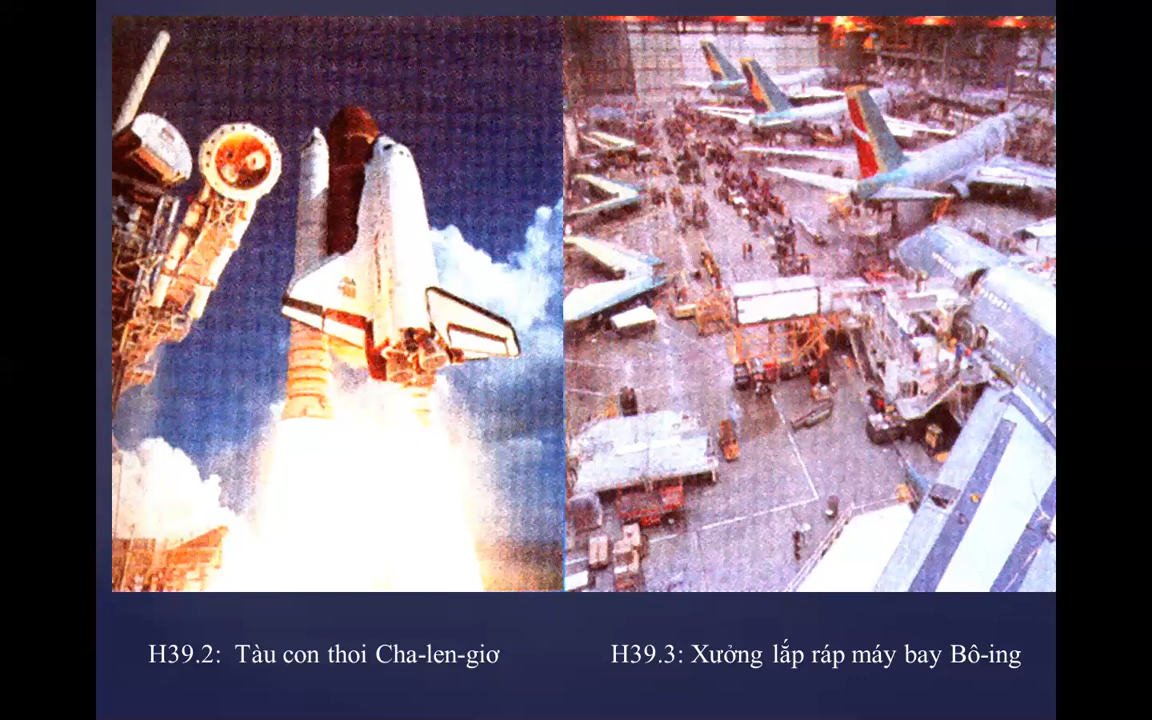 H39.2: Tàu con thoi Cha-len-giơ
H39.3: Xưởng lắp ráp máy bay Bô-ing